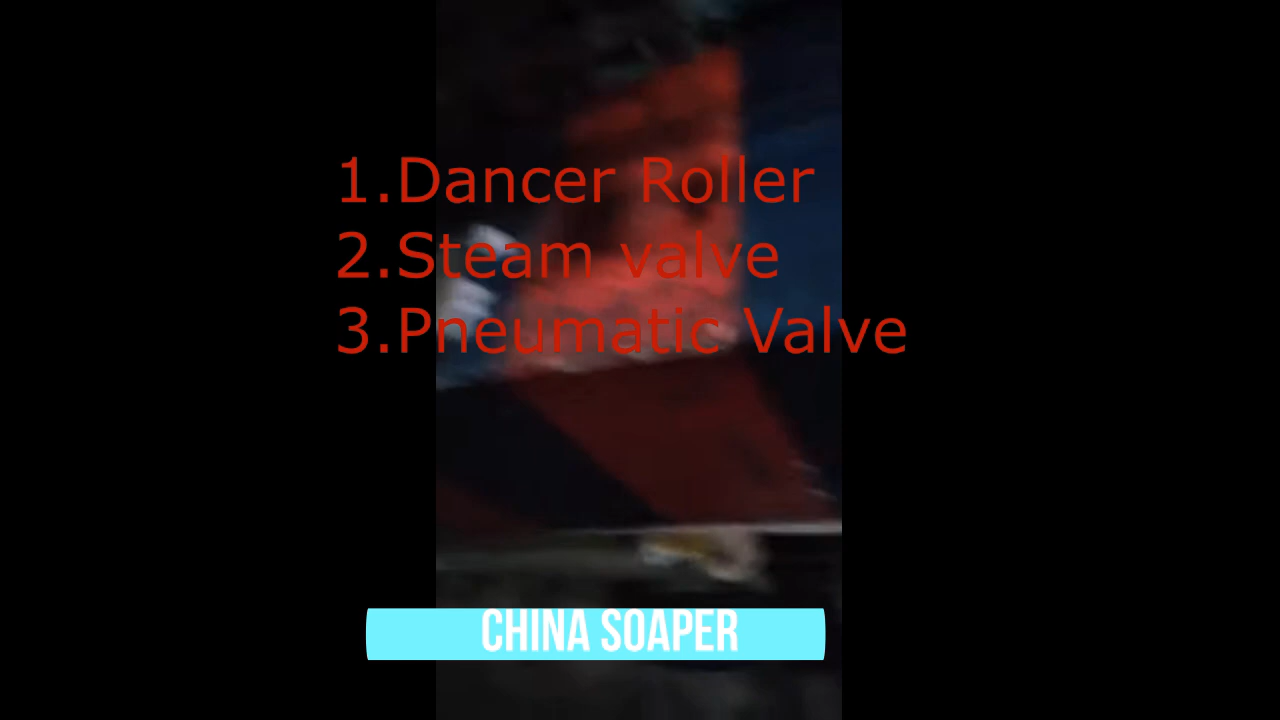 1.Dancer Roller
2.Steam valve
3.Pneumatic Valve
CHINA SOAPER